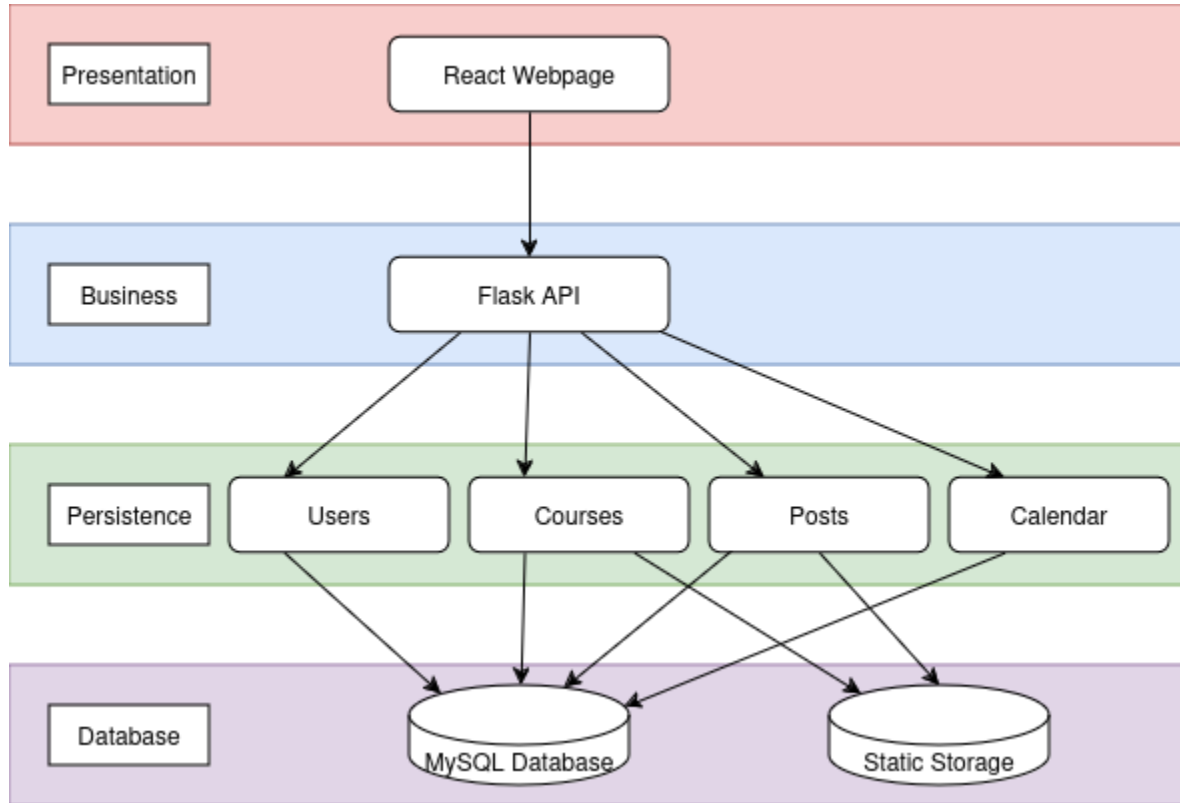 Presentation
React Webpage
Business
Flask API
Persistence
Users
Courses
Posts
Calendar
Database
MySQL Database
Static Storage